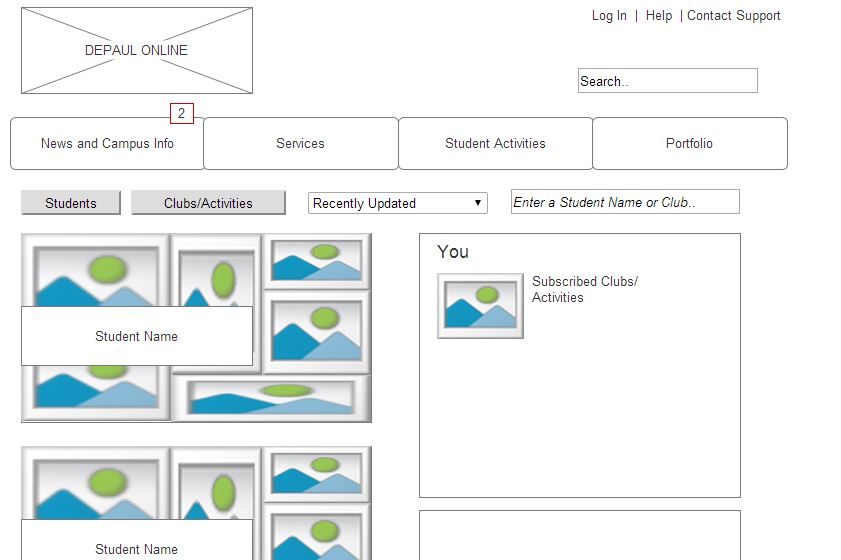 Log In | Help | Contact Support
DEPAUL ONLINE
Search..
2
News and Campus Info
Services
Student Activities
Portfolio
Students
Clubs/Activities
Recently Updated
Enter a Student Name or Club..
Student Name
You
Subscribed Clubs/
Activities
Student Name